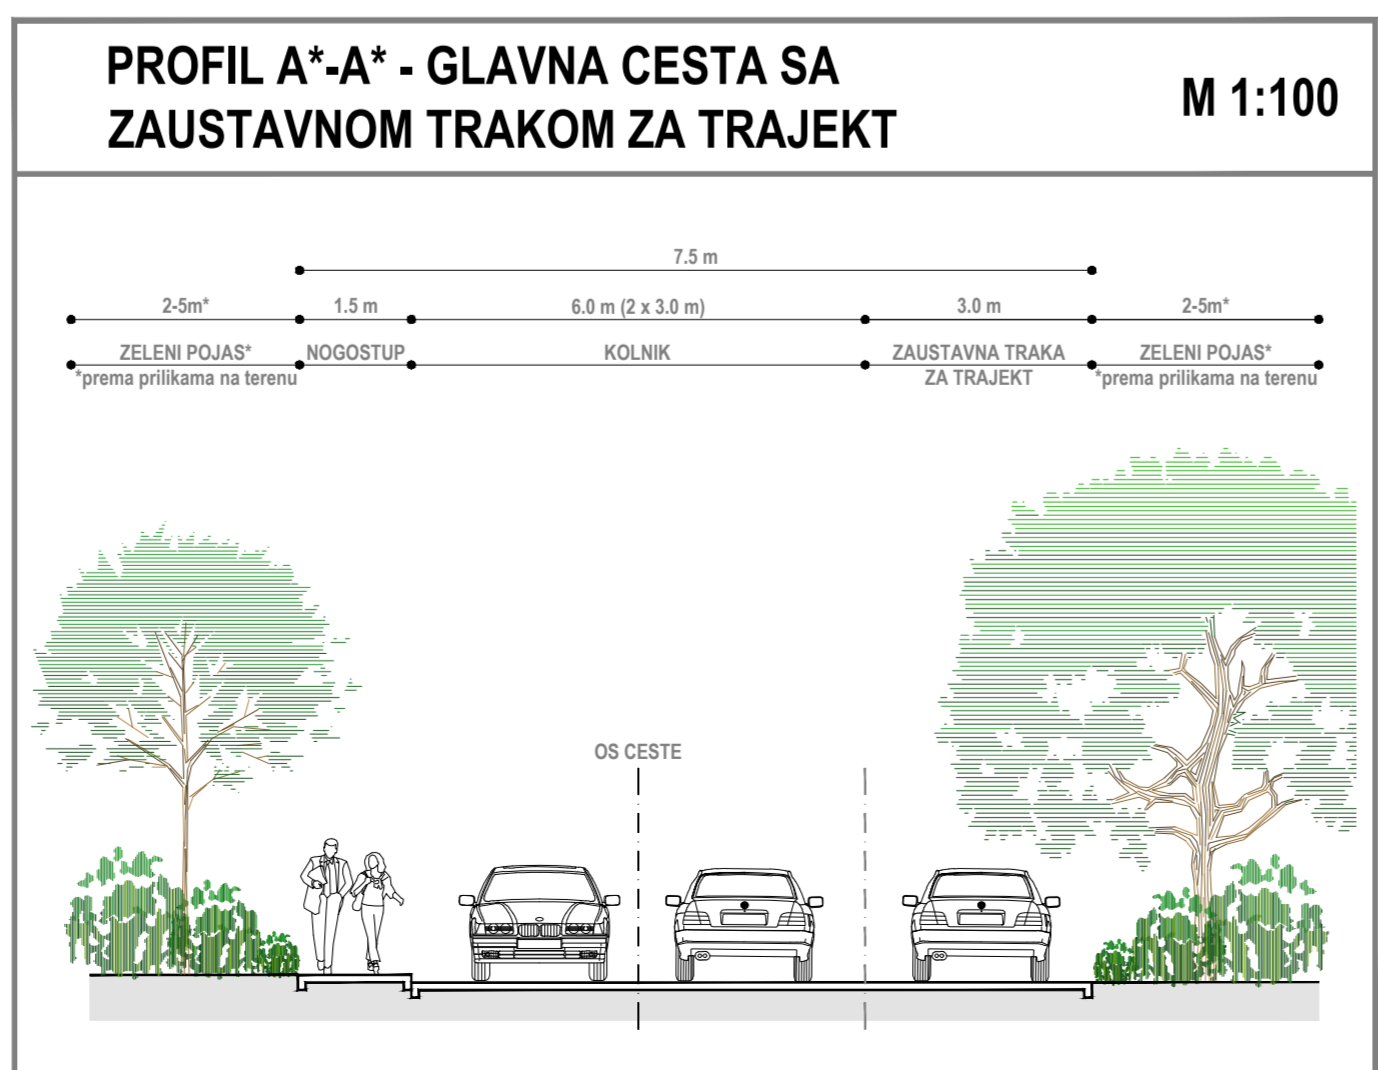 PROFIL A*-A* - GLAVNA CESTA SA
ZAUSTAVNOM TRAKOM ZA TRAJEKT
M 1:100
7.5 m
2-5m* 1.5 m 6.0 m (2 x 3.0 m) 3.0 m 2-5m*
ZELENI POJAS* NOGOSTUP KOLNIK ZAUSTAVNA TRAKA ZELENI POJAS*
*prema prilikama na terenu ZA TRAJEKT *prema prilikama na terenu
OS CESTE